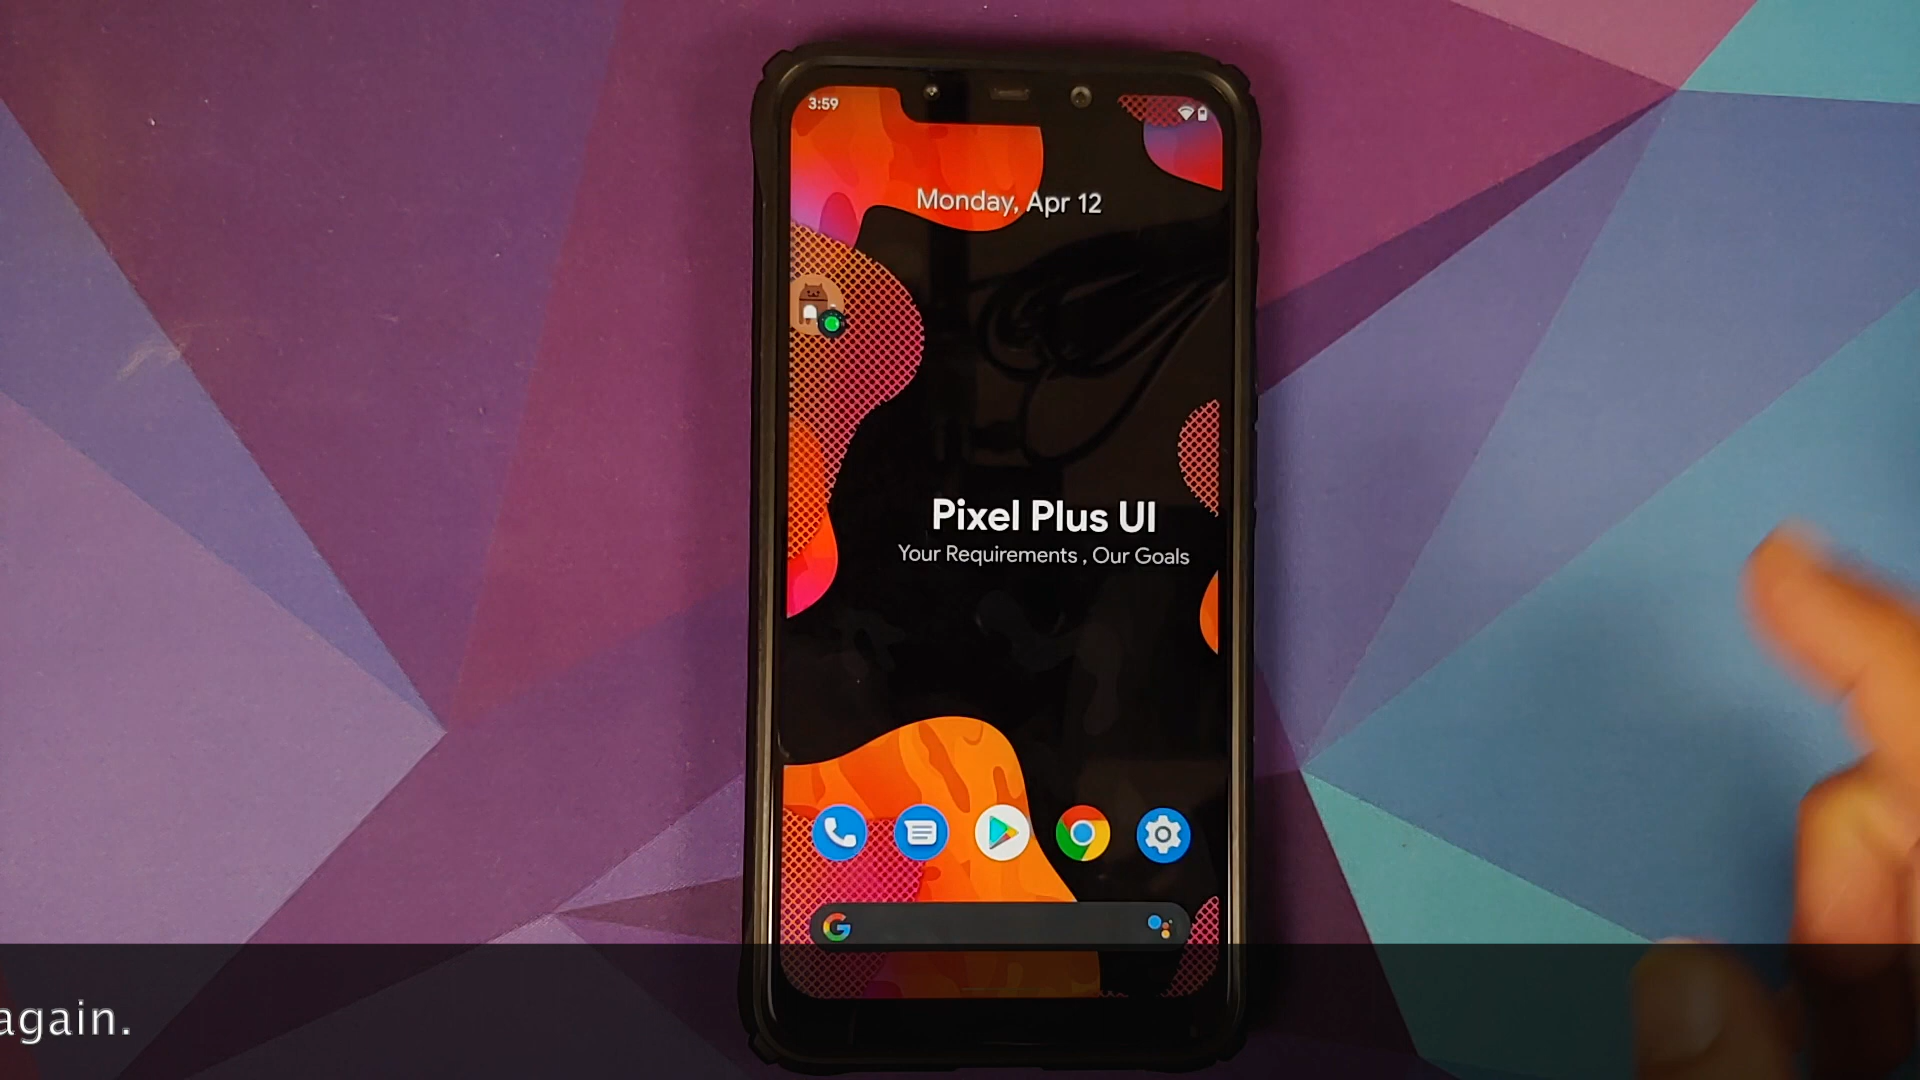 3:59
Monday, Apr 12
Pixel Plus UI
Your Requirements , Our Goals
again.